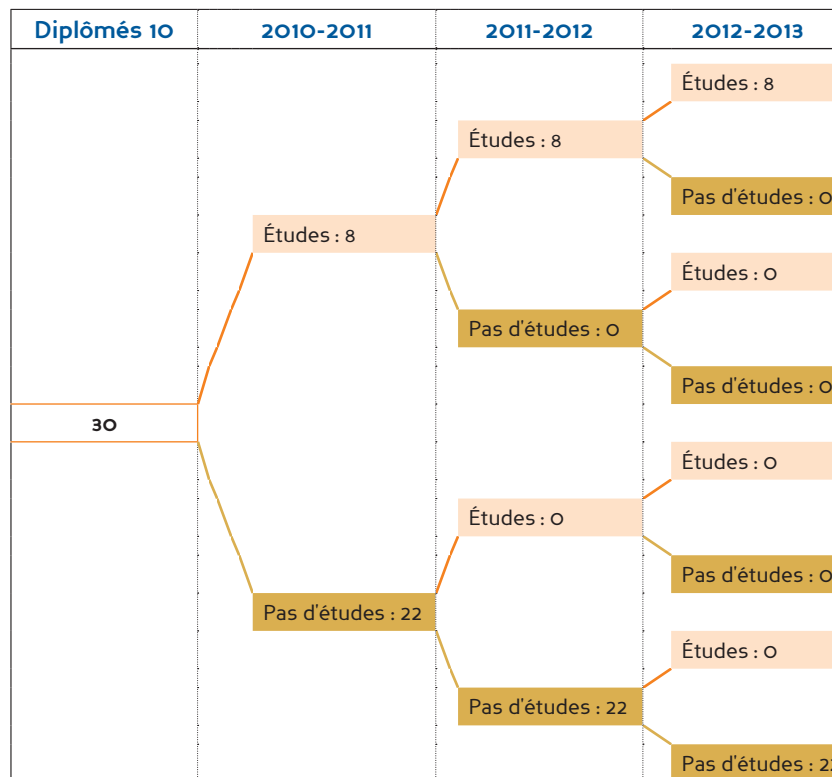 Diplômés 10 2010-2011 2011-2012 2012-2013
Études : 8
Études : 8
Pas d'études : 0
Études : 8
Études : 0
Pas d'études : 0
Pas d'études : 0
30
Études : 0
Études : 0
Pas d'études : 0
Pas d'études : 22
Études : 0
Pas d'études : 22
Pas d'études :